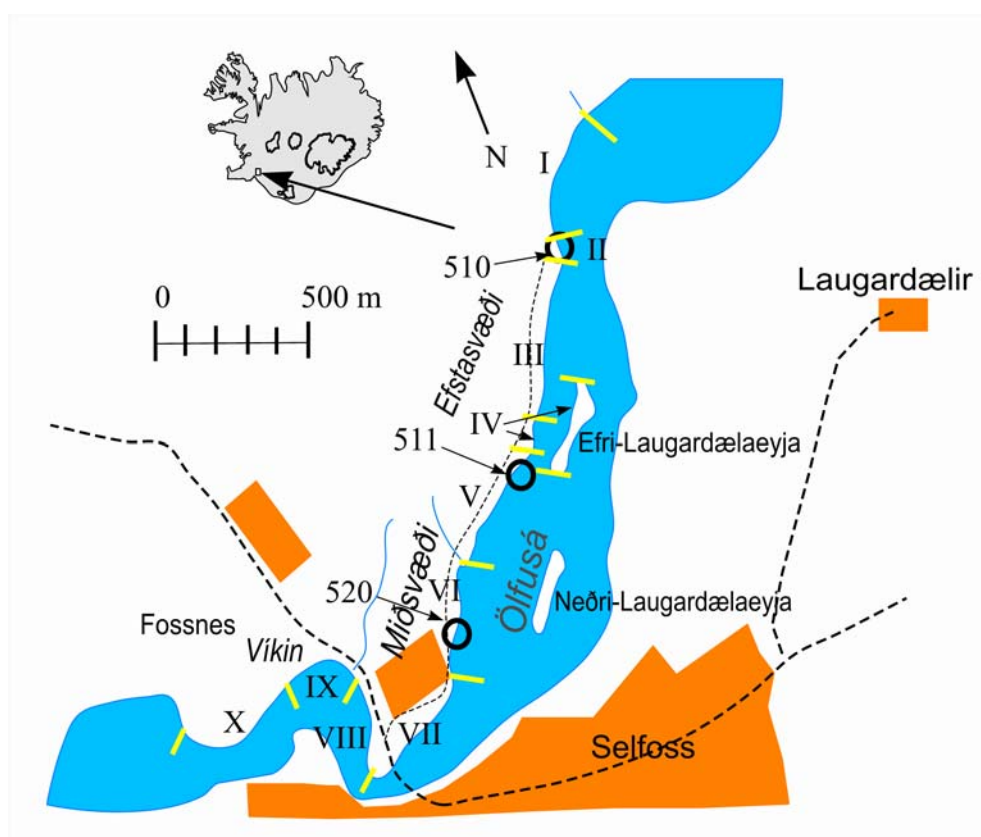 N
I
510
II
Laugardælir
0
500 m
Efstasvæði
III
IV
Efri-Laugardælaeyja
511
V
Miðsvæði
VI
Ölfusá
520
Neðri-Laugardælaeyja
Fossnes
Víkin
IX
X
VIII
VII
Selfoss